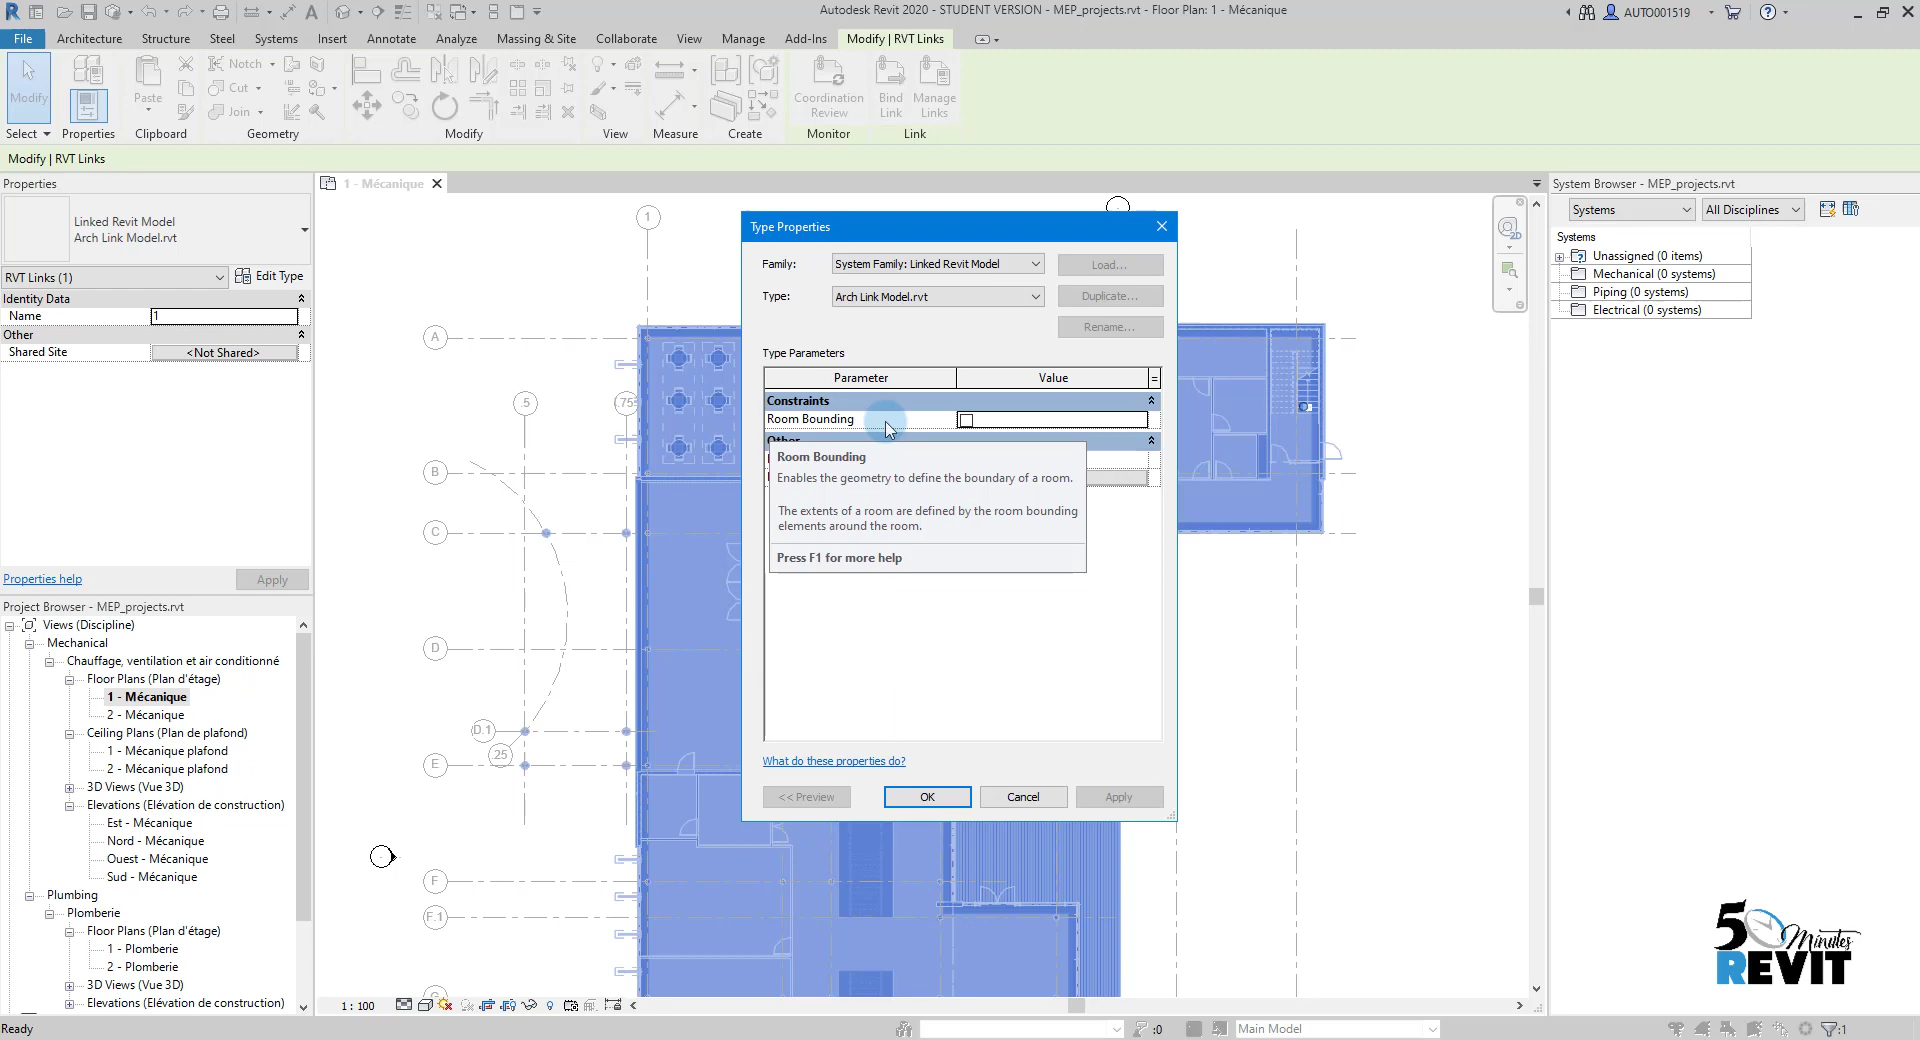 Autodesk Revit 2020 - STUDENT VERSION - MEP_projects.rvt - Floor Plan: 1 - Mécanique
AUTO001519
File Architecture Structure Steel Systems Insert Annotate Analyze Massing & Site Collaborate View Manage Add-Ins Modify | RVT Links
Modify
Paste
Notch
Cut
Join
Coordination Review
Bind Link
Manage Links
Select Properties Clipboard Geometry Modify View Measure Create Monitor Link
Modify | RVT Links
Properties
Linked Revit Model
Arch Link Model.rvt
RVT Links (1)
Edit Type
Identity Data
Name 1
Other
Shared Site <Not Shared>
Properties help
Apply
Project Browser - MEP_projects.rvt
Views (Discipline)
Mechanical
Chauffage, ventilation et air conditionné
Floor Plans (Plan d'étage)
1 - Mécanique
2 - Mécanique
Ceiling Plans (Plan de plafond)
1 - Mécanique plafond
2 - Mécanique plafond
3D Views (Vue 3D)
Elevations (Elévation de construction)
Est - Mécanique
Nord - Mécanique
Ouest - Mécanique
Sud - Mécanique
Plumbing
Plomberie
Floor Plans (Plan d'étage)
1 - Plomberie
2 - Plomberie
3D Views (Vue 3D)
Elevations (Elévation de construction)
1 - Mécanique
1
A
.5
.75
B
C
D
D.1
.25
E
F
F.1
Type Properties
Family: System Family: Linked Revit Model Load...
Type: Arch Link Model.rvt Duplicate...
Rename...
Type Parameters
Parameter Value =
Constraints
Room Bounding
Other
Room Bounding
Enables the geometry to define the boundary of a room.
The extents of a room are defined by the room bounding
elements around the room.
Press F1 for more help
What do these properties do?
<< Preview OK Cancel Apply
System Browser - MEP_projects.rvt
Systems All Disciplines
Systems
Unassigned (0 items)
Mechanical (0 systems)
Piping (0 systems)
Electrical (0 systems)
2D
50 Minutes
REVIT
1 : 100
Ready
:0
Main Model
:1